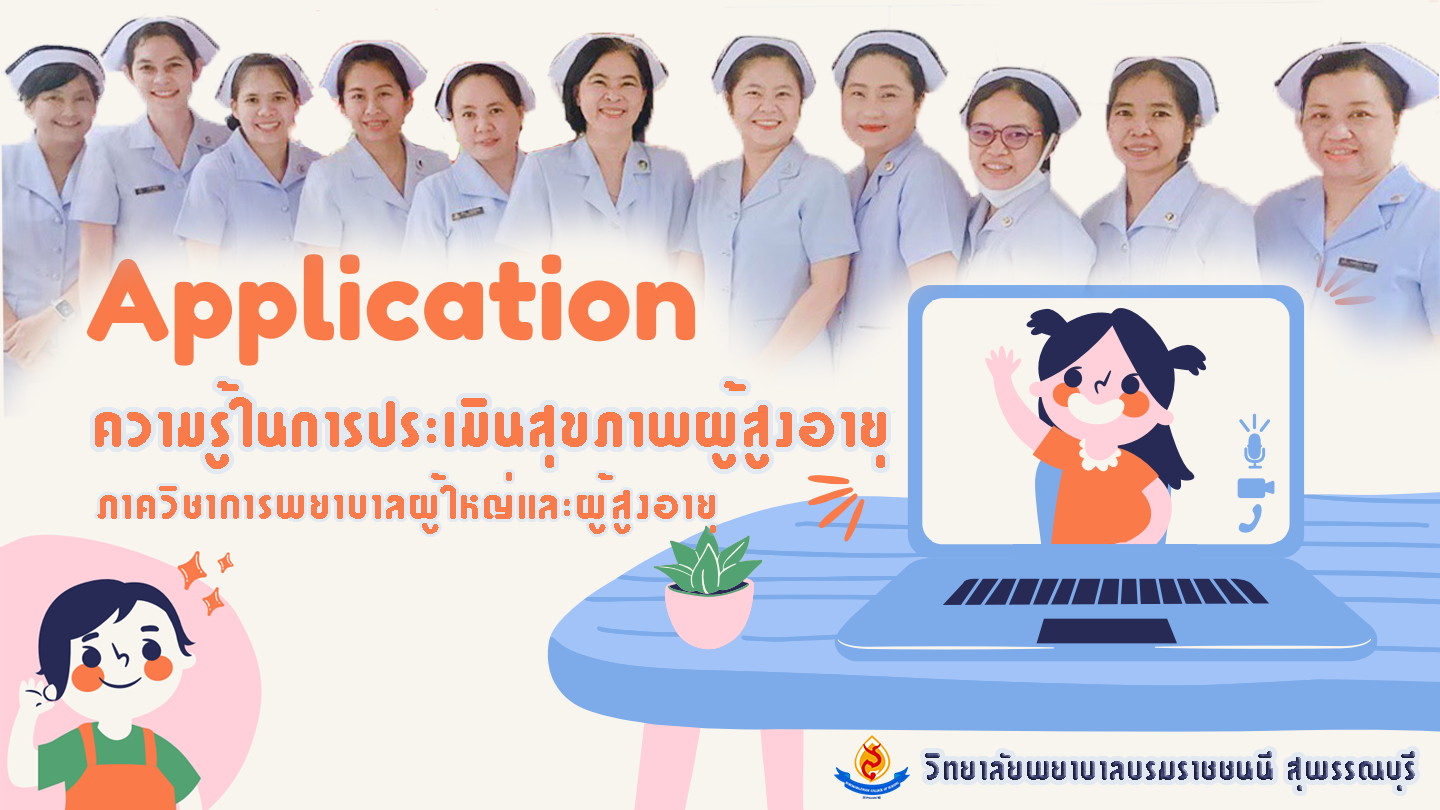 Application
ความรู้ในการประเมินสุขภาพผู้สูงอายุ
ภาควิชาการพยาบาลผู้ใหญ่และผู้สูงอายุ
วิทยาลัยพยาบาลบรมราชชนนี สุพรรณบุรี